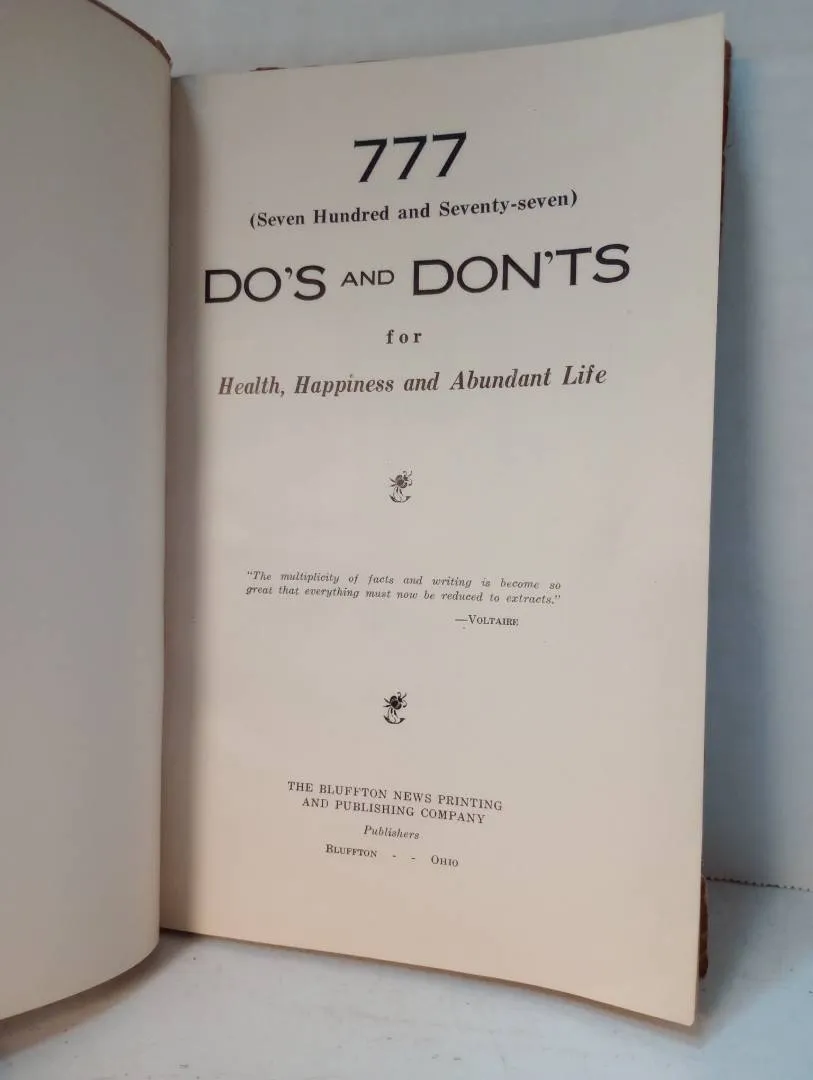 777
(Seven Hundred and Seventy-seven)
DO'S AND DON'TS
for
Health, Happiness and Abundant Life
"The multiplicity of facts and writing is become so
great that everything must now be reduced to extracts."
—VOLTAIRE
THE BLUFFTON NEWS PRINTING
AND PUBLISHING COMPANY
Publishers
BLUFFTON - - OHIO